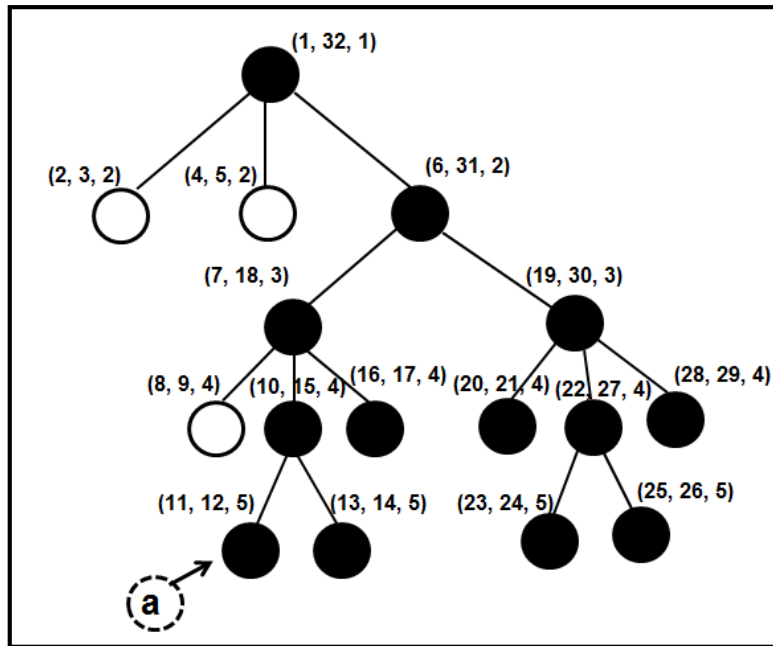 (1, 32, 1)
(2, 3, 2)
(4, 5, 2)
(6, 31, 2)
(7, 18, 3)
(19, 30, 3)
(8, 9, 4)
(10, 15, 4)
(16, 17, 4)
(20, 21, 4)
(22, 27, 4)
(28, 29, 4)
(11, 12, 5)
(13, 14, 5)
(23, 24, 5)
(25, 26, 5)
a